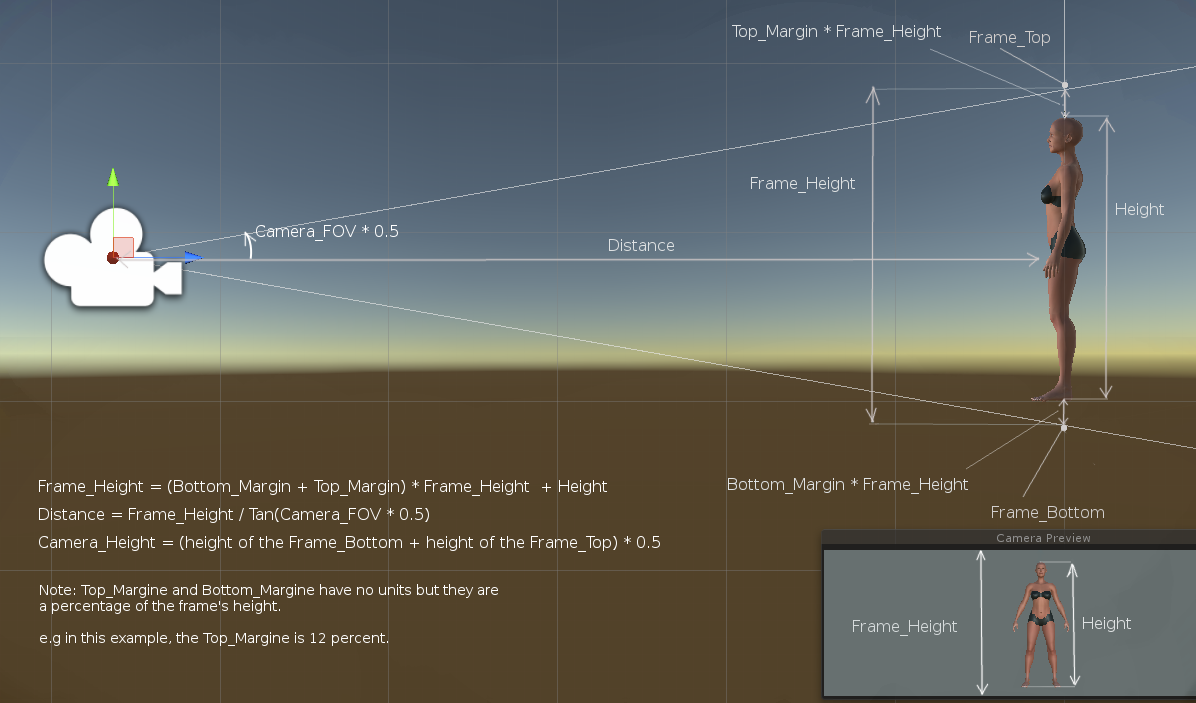 Top_Margin * Frame_Height
Frame_Top
Frame_Height
Height
Camera_FOV * 0.5
Distance
Frame_Height = (Bottom_Margin + Top_Margin) * Frame_Height + Height
Distance = Frame_Height / Tan(Camera_FOV * 0.5)
Camera_Height = (height of the Frame_Bottom + height of the Frame_Top) * 0.5
Bottom_Margin * Frame_Height
Frame_Bottom
Note: Top_Margine and Bottom_Margine have no units but they are
a percentage of the frame's height.
e.g in this example, the Top_Margine is 12 percent.
Camera Preview
Frame_Height
Height